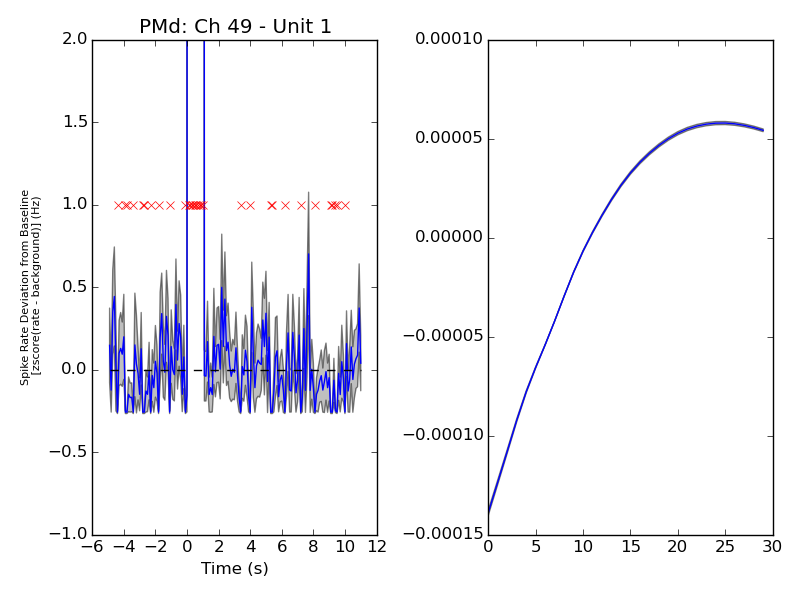 PMd: Ch 49 - Unit 1
Spike Rate Deviation from Baseline
[zscore(rate - background)] (Hz)
2.0
1.5
1.0
0.5
0.0
−0.5
−1.0
−6 −4 −2 0 2 4 6 8 10 12
Time (s)
0.00010
0.00005
0.00000
−0.00005
−0.00010
−0.00015
0 5 10 15 20 25 30